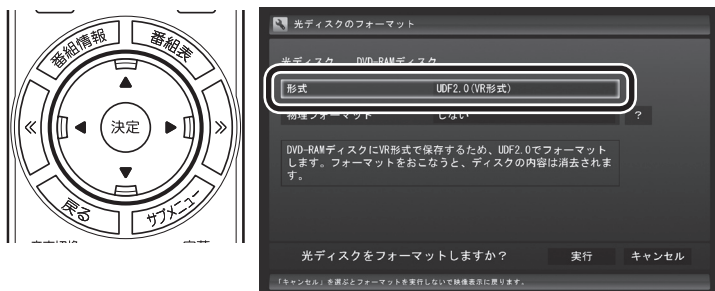 番組情報
番組表
決定
戻る
サブメニュー
光ディスクのフォーマット
光ディスク DVD-RAMディスク
形式 UDF2.0(VR形式)
物理フォーマット しない ?
DVD-RAMディスクにVR形式で保存するため、UDF2.0でフォーマット
します。フォーマットをおこなうと、ディスクの内容は消去されま
す。
光ディスクをフォーマットしますか? 実行 キャンセル
「キャンセル」を選ぶとフォーマットを実行しないで映像表示に戻ります。